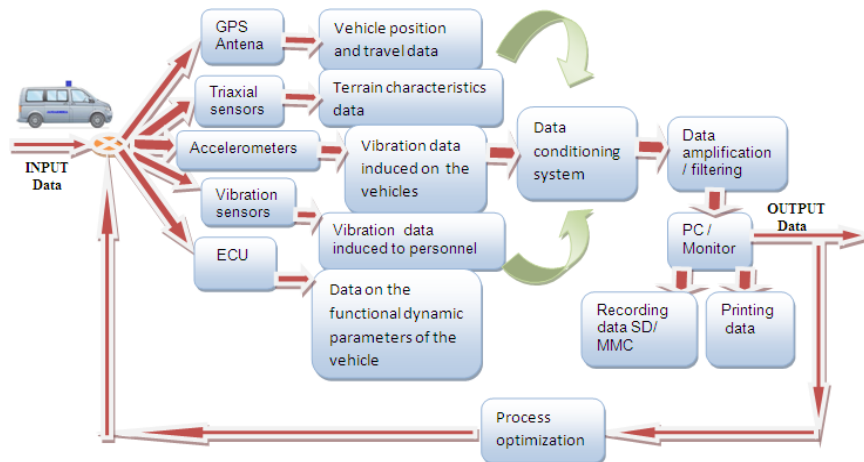 GPS
Antena
Vehicle position
and travel data
Triaxial
sensors
Terrain characteristics
data
INPUT
Data
Accelerometers
Vibration data
induced on the
vehicles
Data
conditioning
system
Data
amplification
/ filtering
Vibration
sensors
Vibration data
induced to personnel
ECU
Data on the
functional dynamic
parameters of the
vehicle
PC /
Monitor
OUTPUT
Data
Recording
data SD/
MMC
Printing
data
Process
optimization